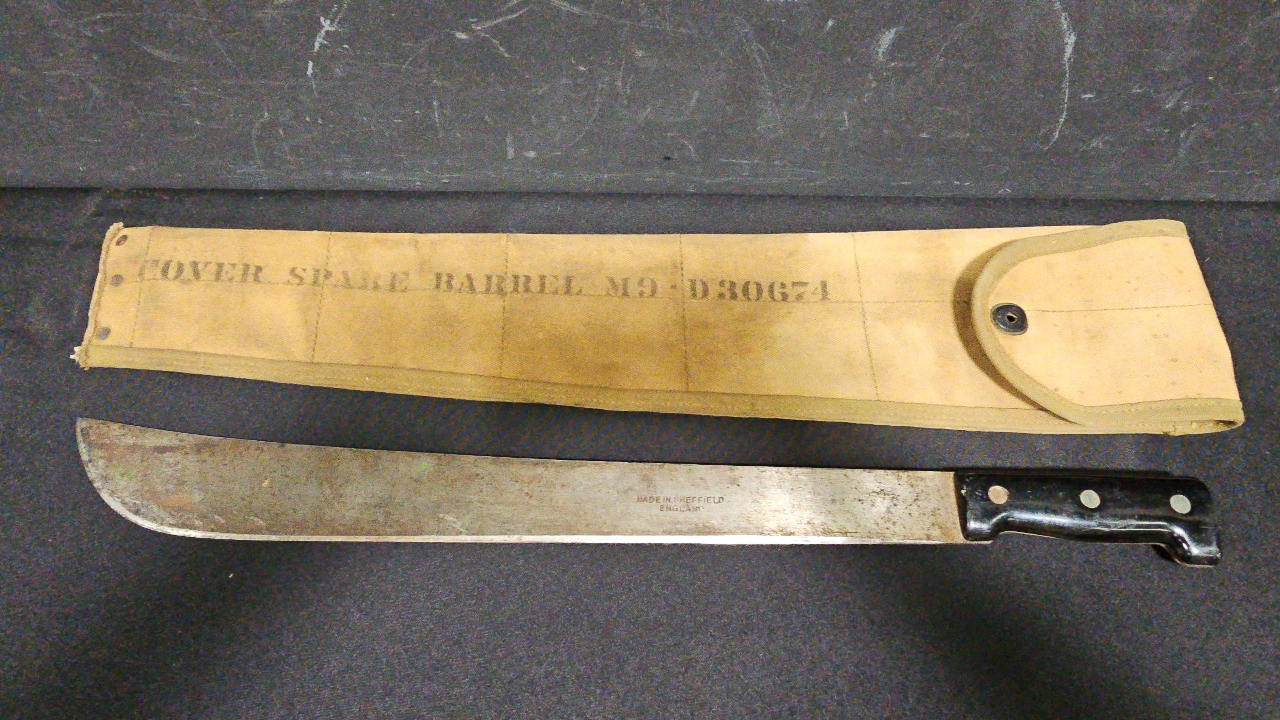 COVER SPARE BARREL M9-D30674
MADE IN SHEFFIELD
ENGLAND